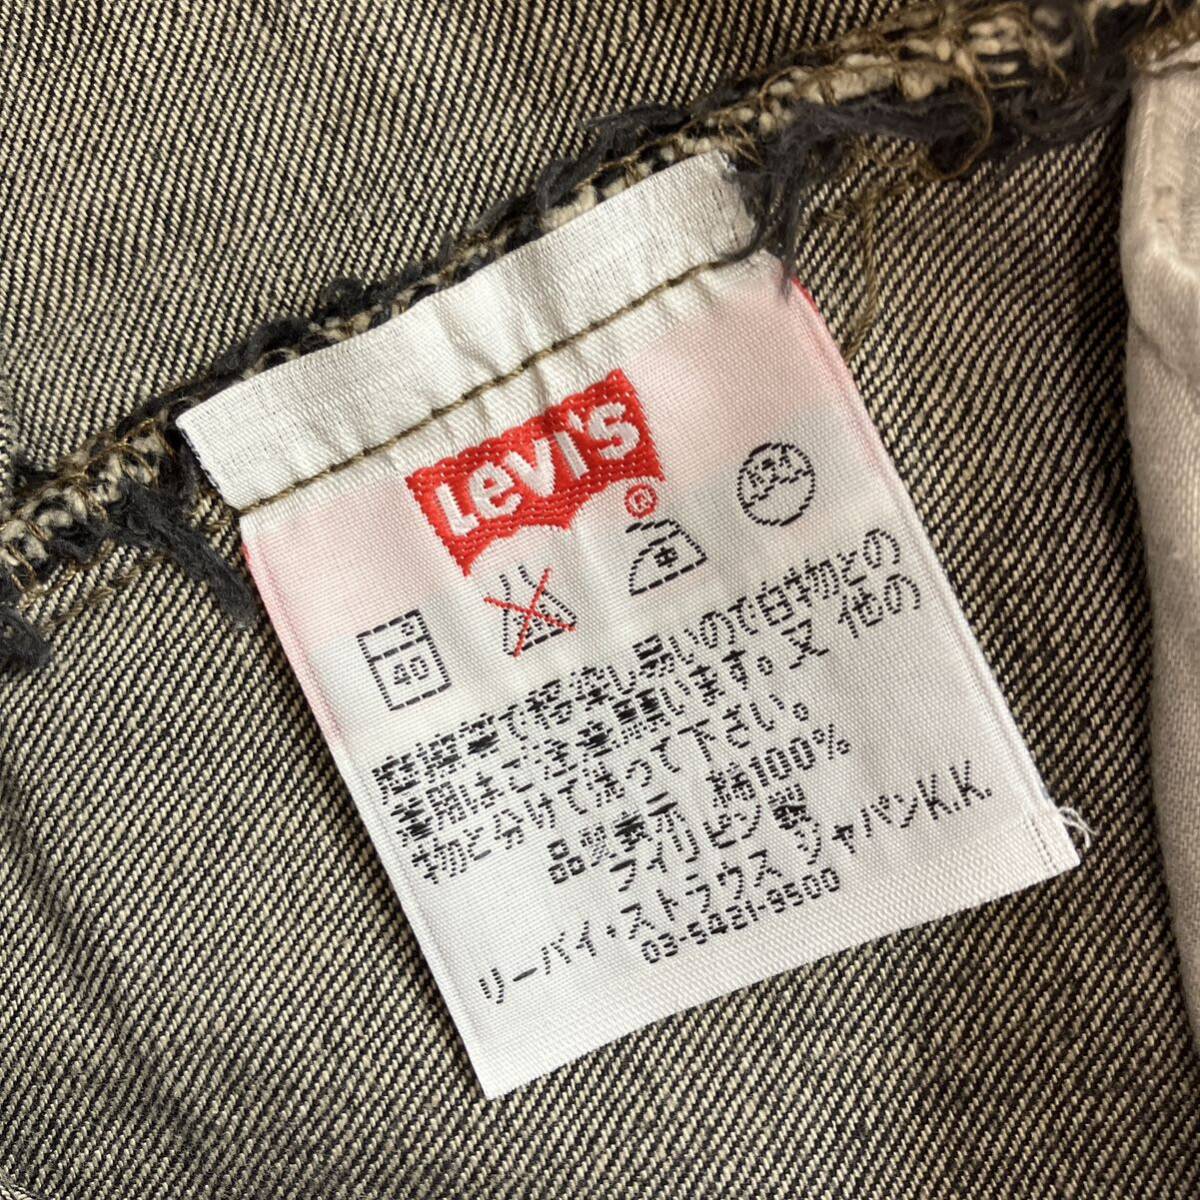 Levi's
®
40
湿摩擦で移染し易いので白物との
着用はご注意願います。又 他の
物と分けて洗って下さい。
品質表示 綿100%
フィリピン製
リーバイ・ストラウス ジャパンK.K.
03-5431-9500